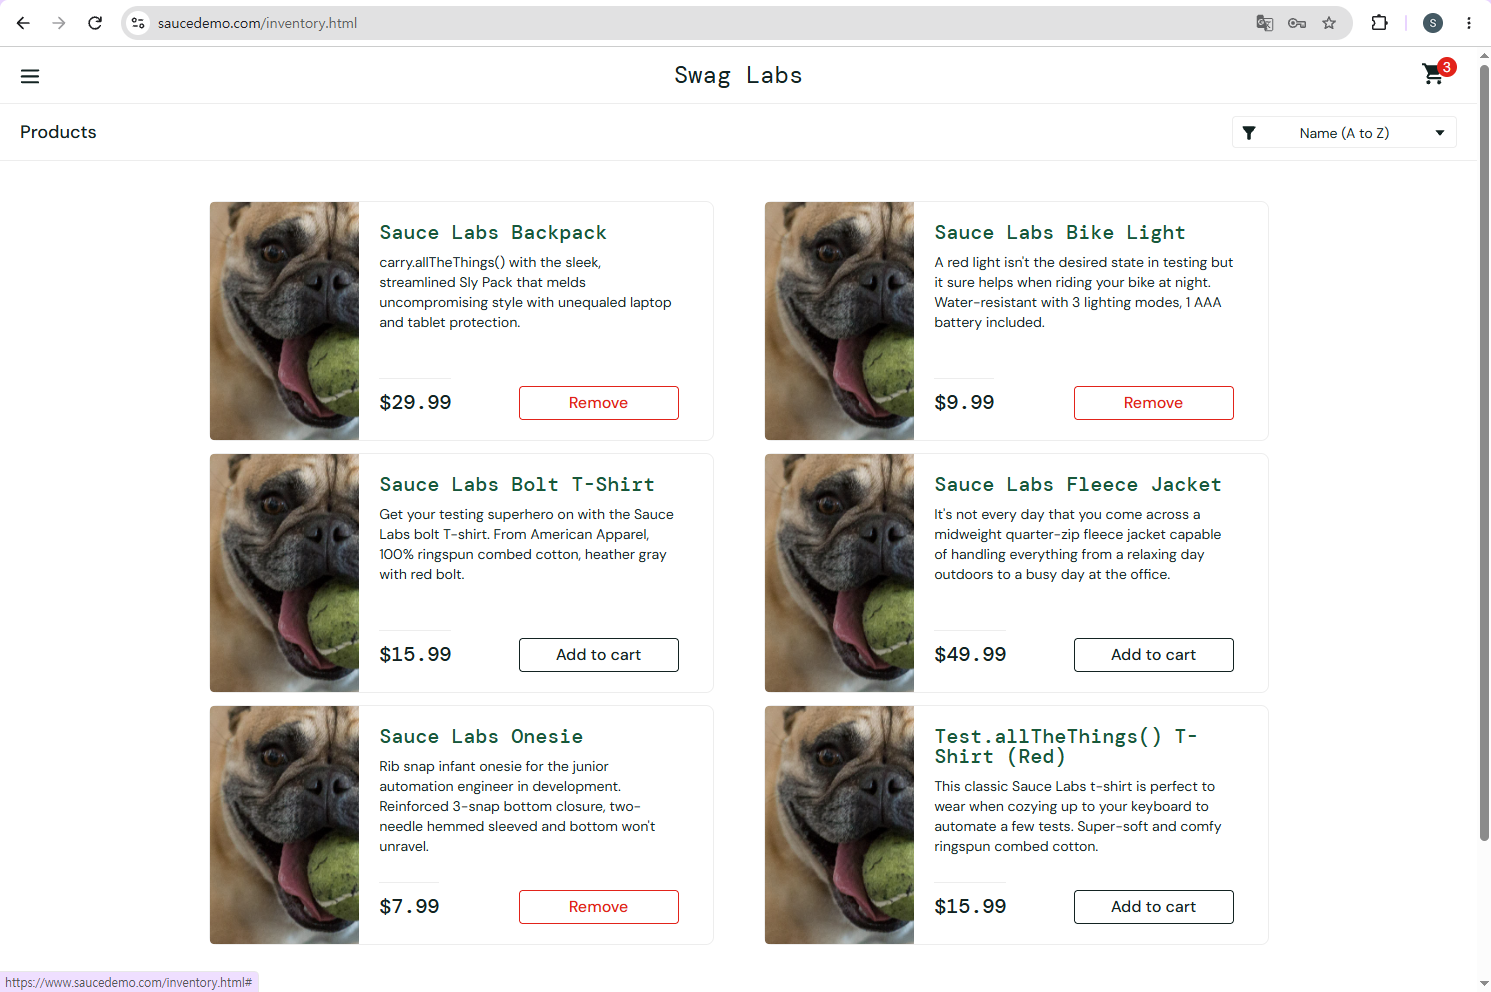 saucedemo.com/inventory.html
S
Swag Labs
3
Products
Name (A to Z)
Sauce Labs Backpack
carry.allTheThings() with the sleek,
streamlined Sly Pack that melds
uncompromising style with unequaled laptop
and tablet protection.
$29.99
Remove
Sauce Labs Bike Light
A red light isn't the desired state in testing but
it sure helps when riding your bike at night.
Water-resistant with 3 lighting modes, 1 AAA
battery included.
$9.99
Remove
Sauce Labs Bolt T-Shirt
Get your testing superhero on with the Sauce
Labs bolt T-shirt. From American Apparel,
100% ringspun combed cotton, heather gray
with red bolt.
$15.99
Add to cart
Sauce Labs Fleece Jacket
It's not every day that you come across a
midweight quarter-zip fleece jacket capable
of handling everything from a relaxing day
outdoors to a busy day at the office.
$49.99
Add to cart
Sauce Labs Onesie
Rib snap infant onesie for the junior
automation engineer in development.
Reinforced 3-snap bottom closure, two-
needle hemmed sleeved and bottom won't
unravel.
$7.99
Remove
Test.allTheThings() T-
Shirt (Red)
This classic Sauce Labs t-shirt is perfect to
wear when cozying up to your keyboard to
automate a few tests. Super-soft and comfy
ringspun combed cotton.
$15.99
Add to cart
https://www.saucedemo.com/inventory.html#